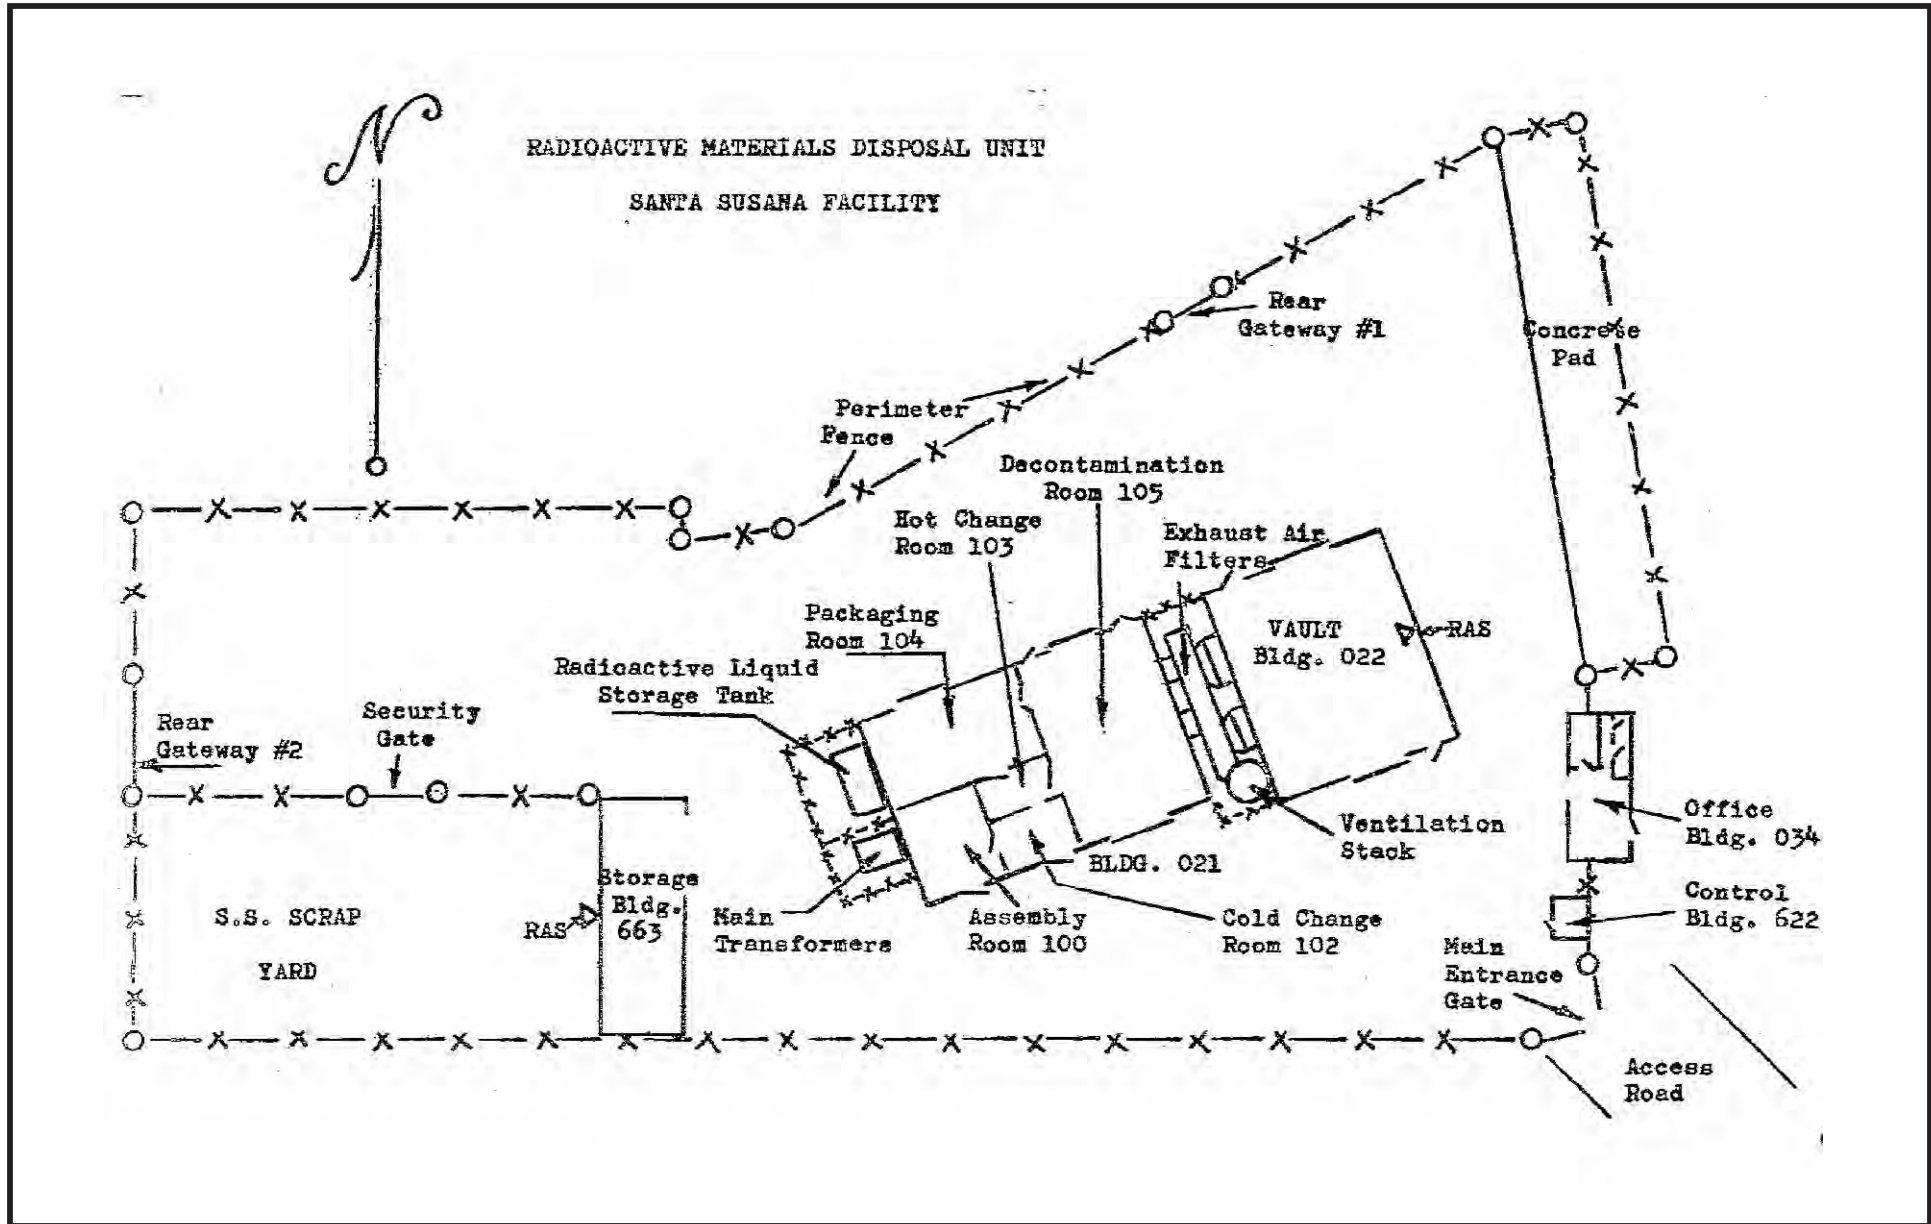 N
RADIOACTIVE MATERIALS DISPOSAL UNIT
SANTA SUSANA FACILITY
Rear
Gateway #1
Concrete
Pad
Perimeter
Fence
Decontamination
Room 105
Hot Change
Room 103
Exhaust Air
Filters
Packaging
Room 104
VAULT
Bldg. 022
RAS
Radioactive Liquid
Storage Tank
Security
Gate
Rear
Gateway #2
Office
Bldg. 034
Ventilation
Stack
BLDG. 021
Storage
Bldg.
663
Control
Bldg. 622
S.S. SCRAP
YARD
RAS
Main
Transformers
Assembly
Room 100
Cold Change
Room 102
Main
Entrance
Gate
Access
Road